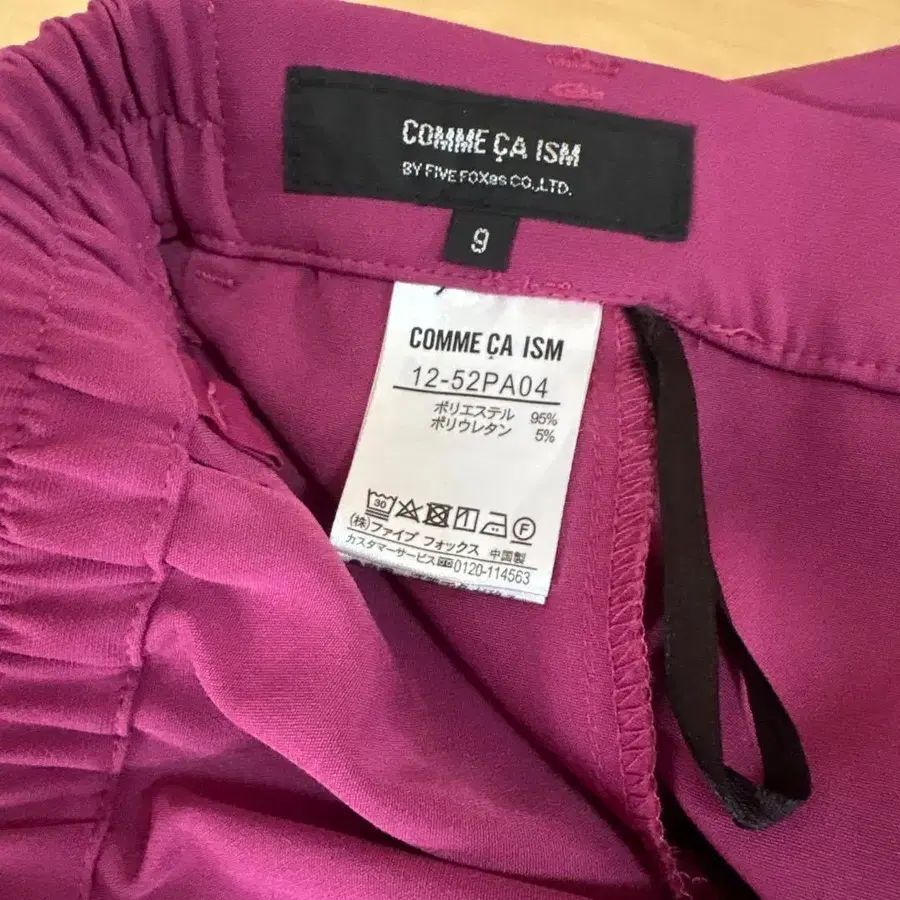 COMME ÇA ISM
BY FIVE FOXes CO.,LTD.
9
COMME ÇA ISM
12-52PA04
ポリエステル 95%
ポリウレタン 5%
30
F
(株)ファイブ フォックス 中国製
カスタマーサービス 0120-114563